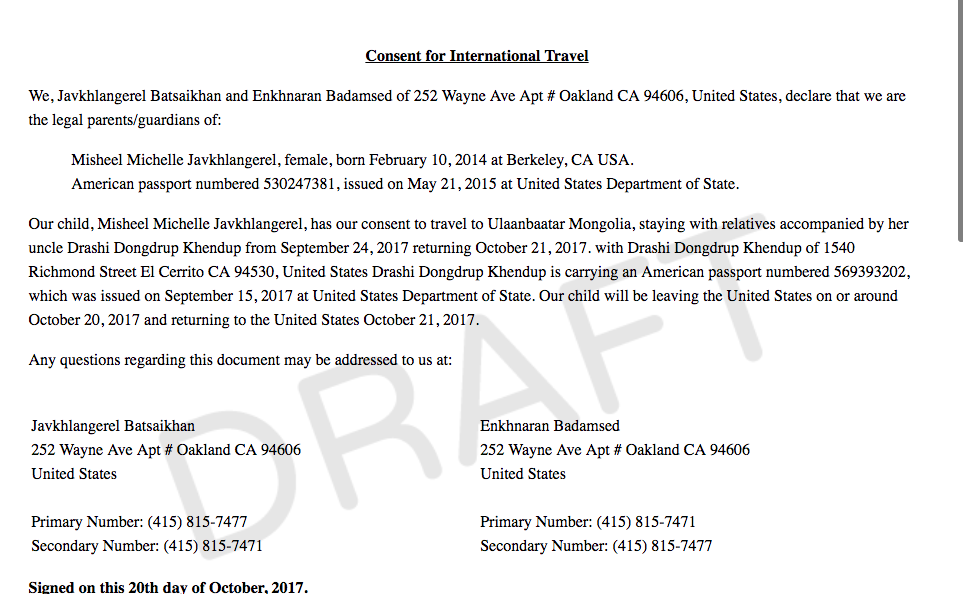 Consent for International Travel
We, Javkhlangerel Batsaikhan and Enkhnaran Badamsed of 252 Wayne Ave Apt # Oakland CA 94606, United States, declare that we are
the legal parents/guardians of:
Misheel Michelle Javkhlangerel, female, born February 10, 2014 at Berkeley, CA USA.
American passport numbered 530247381, issued on May 21, 2015 at United States Department of State.
Our child, Misheel Michelle Javkhlangerel, has our consent to travel to Ulaanbaatar Mongolia, staying with relatives accompanied by her
uncle Drashi Dongdrup Khendup from September 24, 2017 returning October 21, 2017. with Drashi Dongdrup Khendup of 1540
Richmond Street El Cerrito CA 94530, United States Drashi Dongdrup Khendup is carrying an American passport numbered 569393202,
which was issued on September 15, 2017 at United States Department of State. Our child will be leaving the United States on or around
October 20, 2017 and returning to the United States October 21, 2017.
Any questions regarding this document may be addressed to us at:
Javkhlangerel Batsaikhan
252 Wayne Ave Apt # Oakland CA 94606
United States
Primary Number: (415) 815-7477
Secondary Number: (415) 815-7471
Enkhnaran Badamsed
252 Wayne Ave Apt # Oakland CA 94606
United States
Primary Number: (415) 815-7471
Secondary Number: (415) 815-7477
Signed on this 20th day of October, 2017.
DRAFT